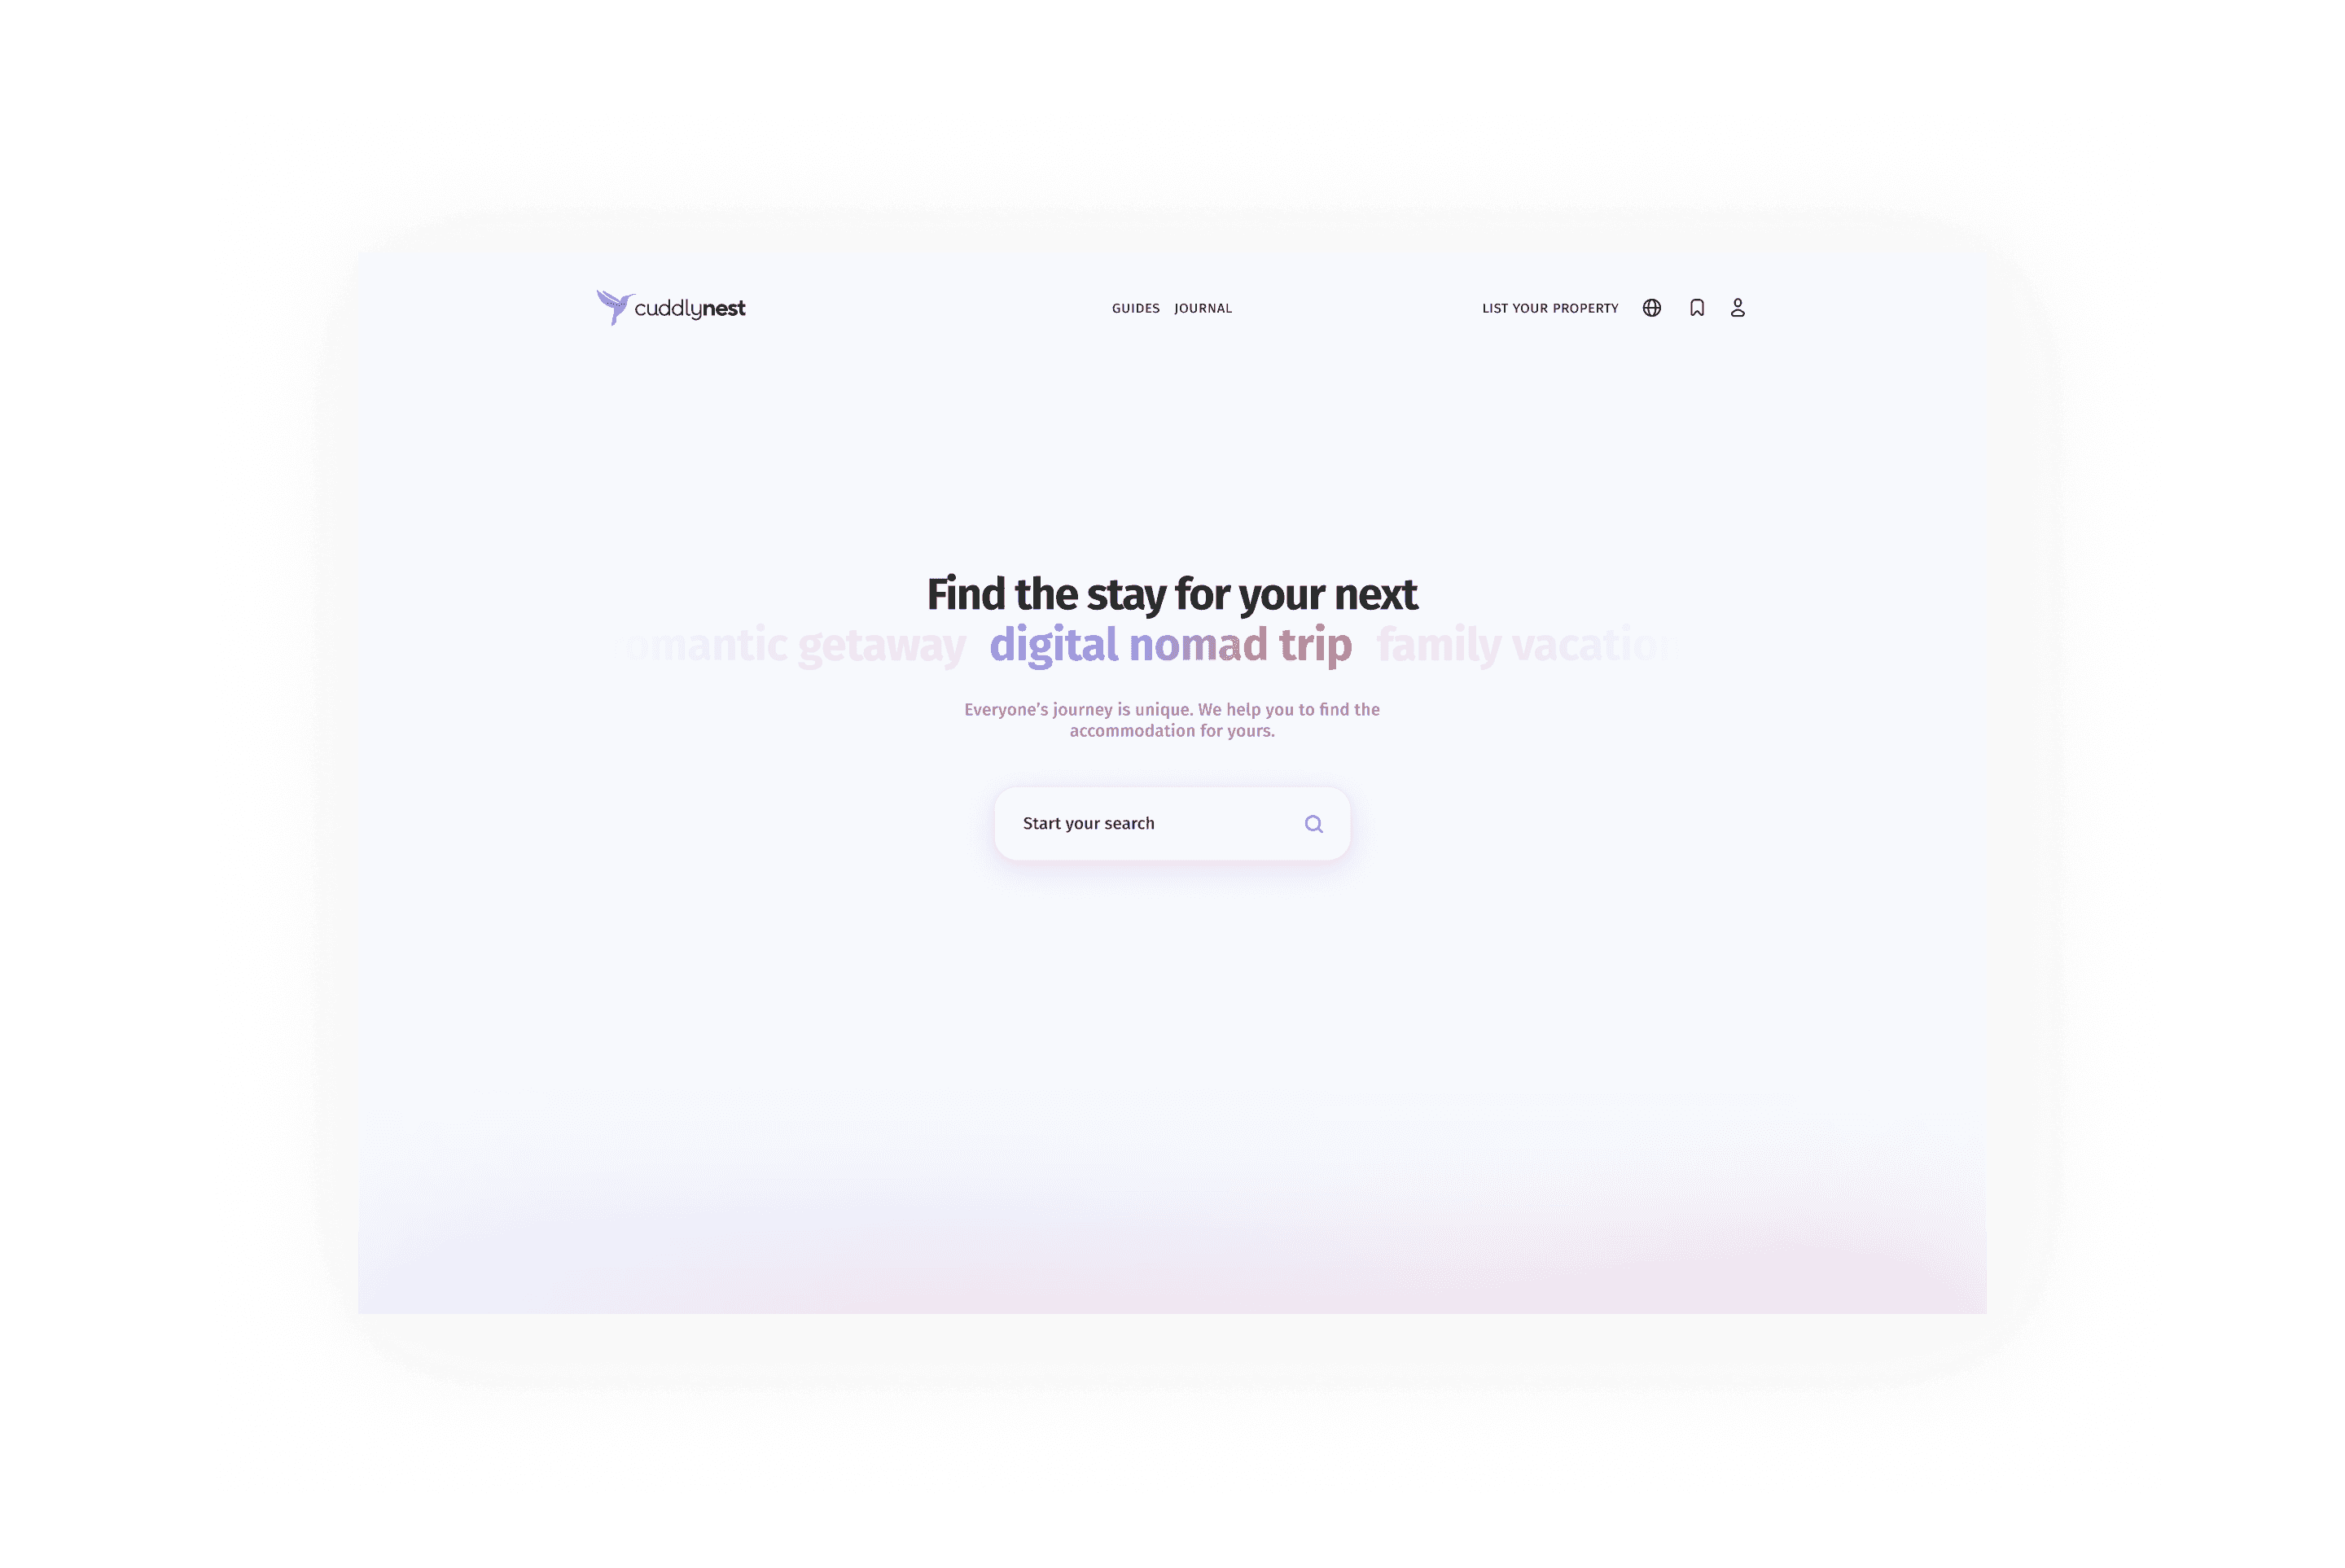 cuddlynest
GUIDES JOURNAL
LIST YOUR PROPERTY
Find the stay for your next
omantic getaway digital nomad trip family vacation
Everyone’s journey is unique. We help you to find the
accommodation for yours.
Start your search